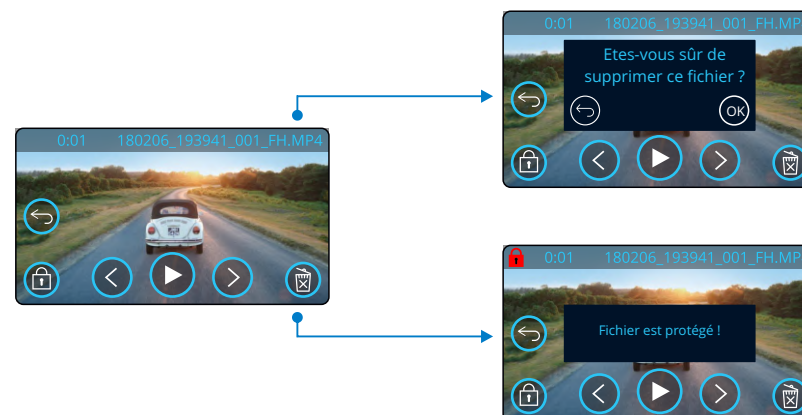 0:01 180206_193941_001_FH.MP4
0:01 180206_193941_001_FH.MP
Etes-vous sûr de
supprimer ce fichier ?
OK
0:01 180206_193941_001_FH.MP
Fichier est protégé !